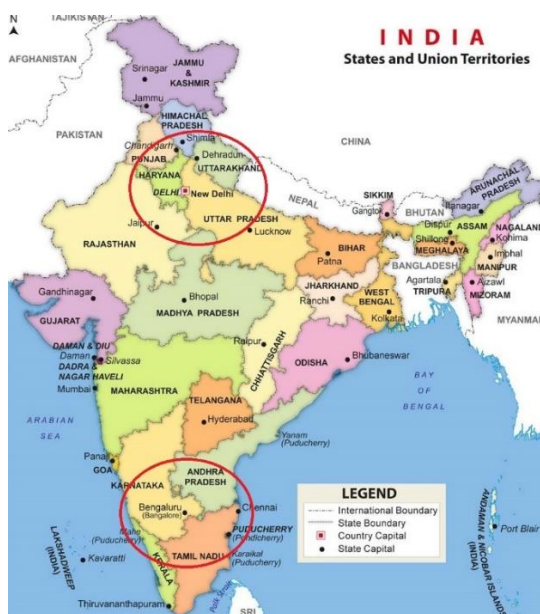 TAJIKISTAN
N
INDIA
States and Union Territories
AFGHANISTAN
JAMMU
&
KASHMIR
Srinagar
Jammu
HIMACHAL
PRADESH
Shimla
PAKISTAN
Chandigarh
PUNJAB
Dehradun
UTTARAKHAND
CHINA
HARYANA
DELHI
New Delhi
NEPAL
SIKKIM
Gangtok
BHUTAN
ARUNACHAL
PRADESH
Itanagar
Dispur
ASSAM
NAGALAND
Kohima
Shillong
MEGHALAYA
Imphal
MANIPUR
BANGLADESH
Agartala
TRIPURA
Aizawl
MIZORAM
MYANMAR
Jaipur
RAJASTHAN
UTTAR PRADESH
Lucknow
BIHAR
Patna
JHARKHAND
Ranchi
WEST
BENGAL
Kolkata
Gandhinagar
GUJARAT
Bhopal
MADHYA PRADESH
Raipur
CHHATTISGARH
ODISHA
Bhubaneswar
DAMAN & DIU
Daman
Silvassa
DADRA &
NAGAR HAVELI
Mumbai
MAHARASHTRA
TELANGANA
Hyderabad
BAY
OF
BENGAL
ARABIAN
SEA
Yanam
(Puducherry)
Panaji
GOA
KARNATAKA
ANDHRA
PRADESH
Bengaluru
(Bangalore)
Chennai
Mahe
(Puducherry)
PUDUCHERRY
(Pondicherry)
Karaikal
(Puducherry)
TAMIL NADU
KERALA
LAKSHADWEEP
(INDIA)
Kavaratti
Thiruvananthapuram
Palk Strait
SRI
LEGEND
International Boundary
State Boundary
Country Capital
State Capital
ANDAMAN & NICOBAR ISLANDS
(INDIA)
Port Blair